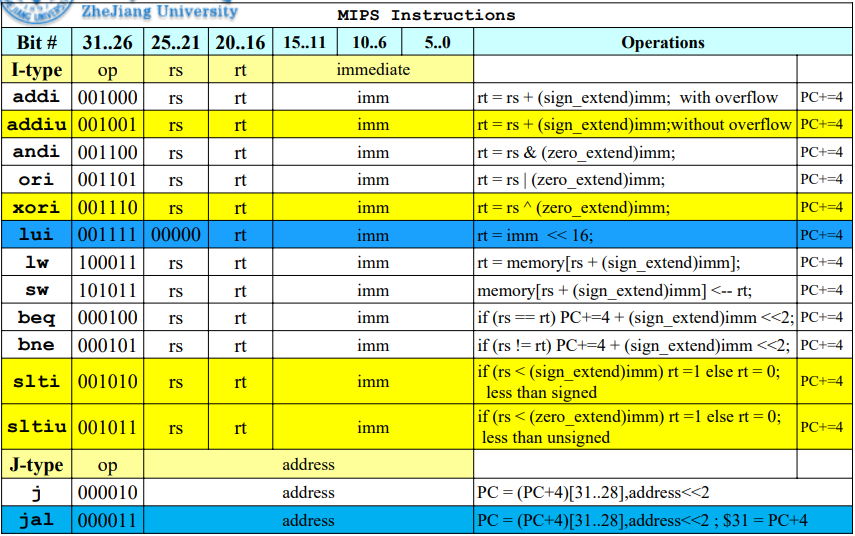 ZheJiang University
MIPS Instructions
Bit # 31..26 25..21 20..16 15..11 10..6 5..0 Operations
I-type op rs rt immediate
addi 001000 rs rt imm rt = rs + (sign_extend)imm; with overflow PC+=4
addiu 001001 rs rt imm rt = rs + (sign_extend)imm;without overflow PC+=4
andi 001100 rs rt imm rt = rs & (zero_extend)imm; PC+=4
ori 001101 rs rt imm rt = rs | (zero_extend)imm; PC+=4
xori 001110 rs rt imm rt = rs ^ (zero_extend)imm; PC+=4
lui 001111 00000 rt imm rt = imm << 16; PC+=4
lw 100011 rs rt imm rt = memory[rs + (sign_extend)imm]; PC+=4
sw 101011 rs rt imm memory[rs + (sign_extend)imm] <-- rt; PC+=4
beq 000100 rs rt imm if (rs == rt) PC+=4 + (sign_extend)imm <<2; PC+=4
bne 000101 rs rt imm if (rs != rt) PC+=4 + (sign_extend)imm <<2; PC+=4
slti 001010 rs rt imm if (rs < (sign_extend)imm) rt =1 else rt = 0; PC+=4
less than signed
sltiu 001011 rs rt imm if (rs < (zero_extend)imm) rt =1 else rt = 0; PC+=4
less than unsigned
J-type op address
j 000010 address PC = (PC+4)[31..28],address<<2
jal 000011 address PC = (PC+4)[31..28],address<<2 ; $31 = PC+4